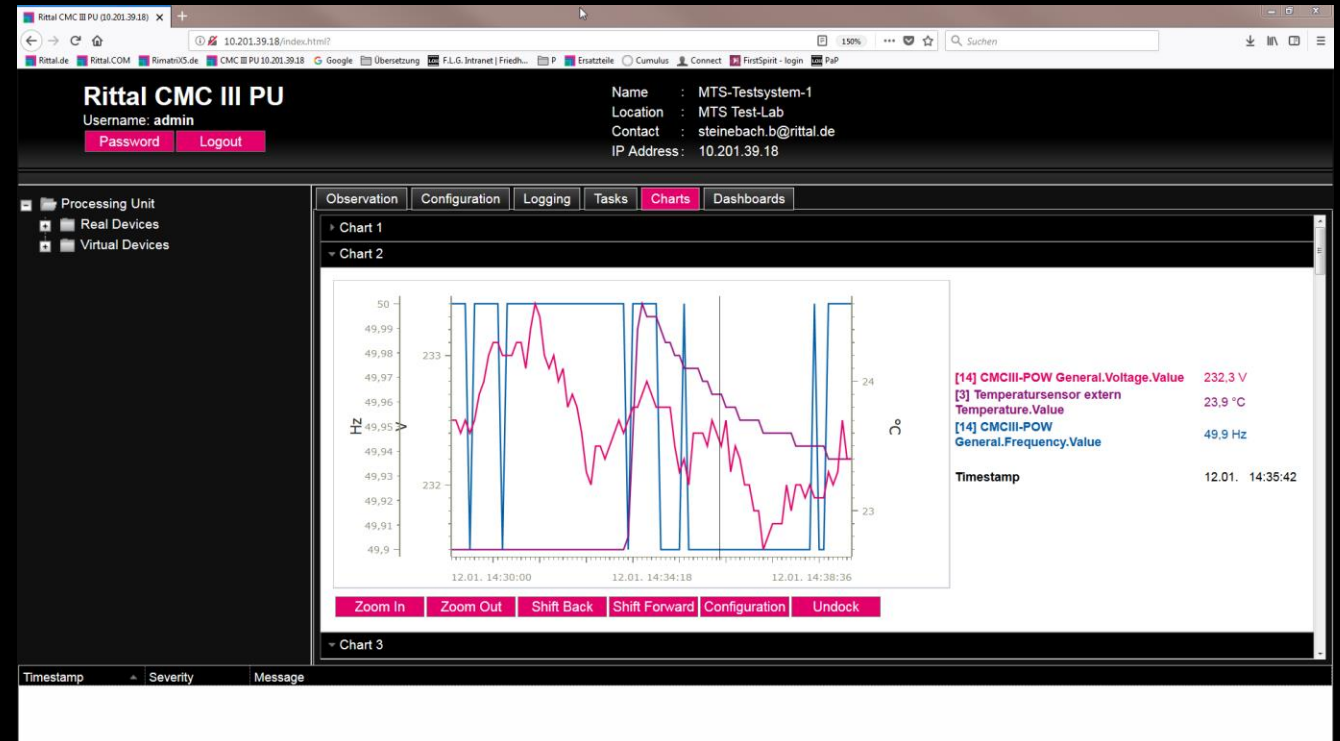 Rittal CMC III PU (10.201.39.18)
10.201.39.18/index.html?
150%
Suchen
Rittal.de Rittal.COM RimatriX5.de CMC III PU 10.201.39.18 Google Übersetzung F.L.G. Intranet | Friedh... P Ersatzteile Cumulus Connect FirstSpirit - login PaP
Rittal CMC III PU
Username: admin
Password Logout
Name : MTS-Testsystem-1
Location : MTS Test-Lab
Contact : steinebach.b@rittal.de
IP Address : 10.201.39.18
Processing Unit
Real Devices
Virtual Devices
Observation Configuration Logging Tasks Charts Dashboards
Chart 1
Chart 2
50
49,99
49,98
49,97
49,96
49,95
49,94
49,93
49,92
49,91
49,9
Hz
233
232
V
24
23
°C
12.01. 14:30:00 12.01. 14:34:18 12.01. 14:38:36
[14] CMCIII-POW General.Voltage.Value 232,3 V
[3] Temperatursensor extern
Temperature.Value 23,9 °C
[14] CMCIII-POW
General.Frequency.Value 49,9 Hz
Timestamp 12.01. 14:35:42
Zoom In Zoom Out Shift Back Shift Forward Configuration Undock
Chart 3
Timestamp Severity Message